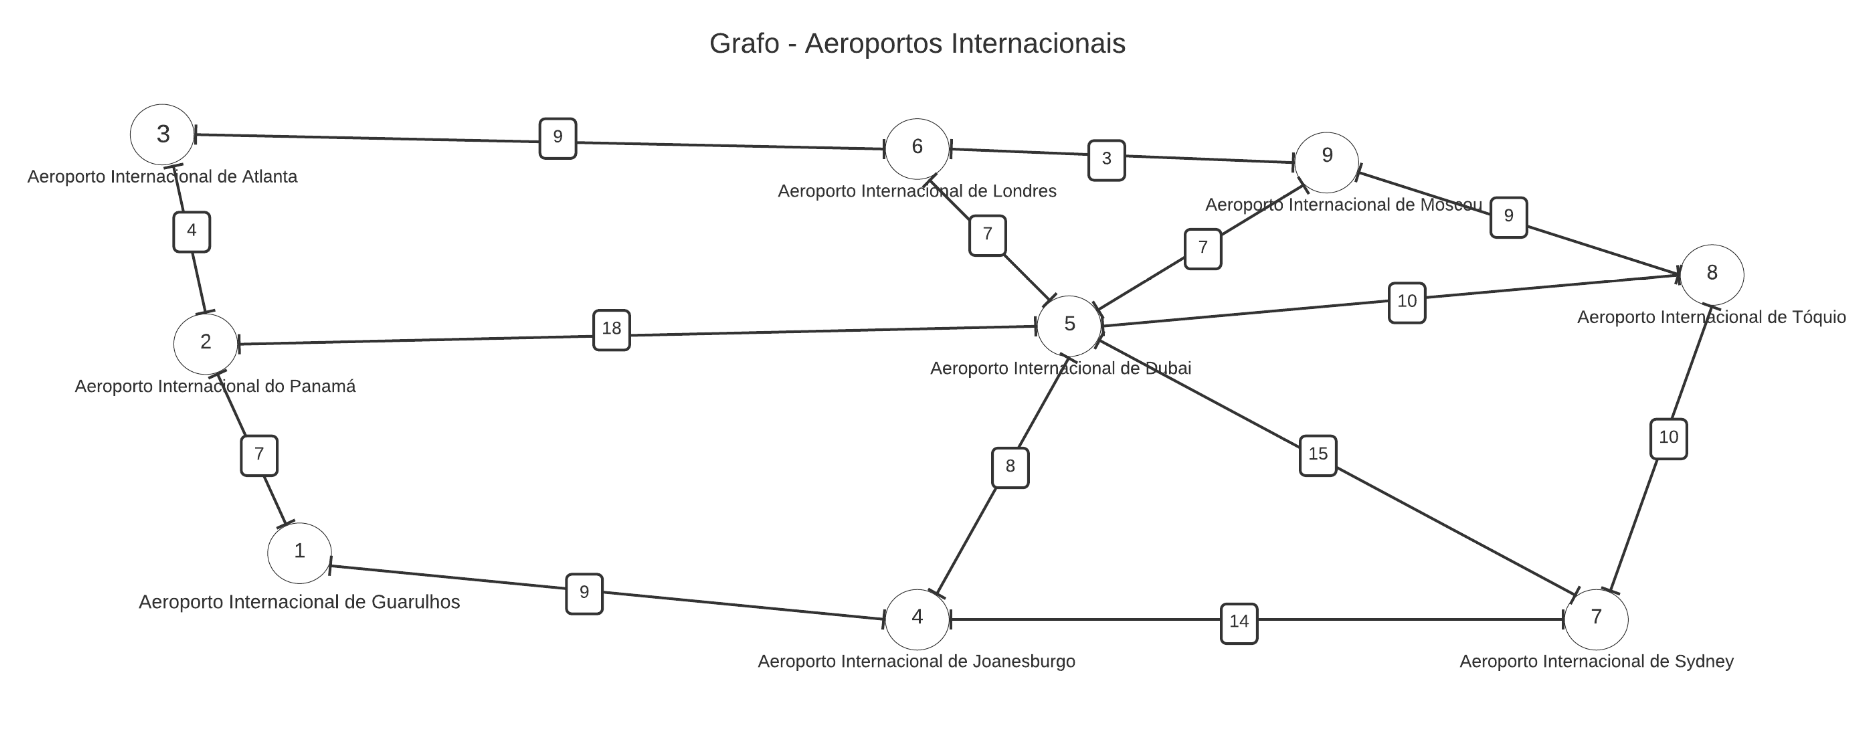 Grafo - Aeroportos Internacionais
3
9
6
3
9
Aeroporto Internacional de Atlanta
Aeroporto Internacional de Londres
Aeroporto Internacional de Moscou
4
7
7
9
8
Aeroporto Internacional de Tóquio
2
18
5
10
Aeroporto Internacional do Panamá
Aeroporto Internacional de Dubai
7
8
15
10
1
9
4
14
7
Aeroporto Internacional de Guarulhos
Aeroporto Internacional de Joanesburgo
Aeroporto Internacional de Sydney